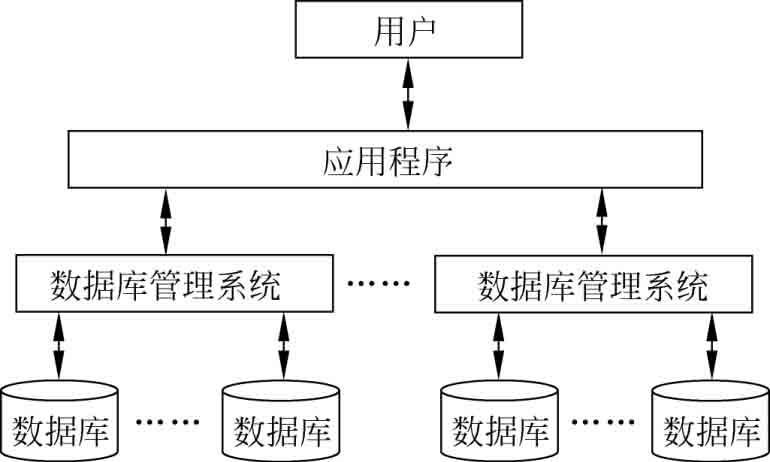 用户
应用程序
数据库管理系统 …… 数据库管理系统
数据库 …… 数据库 数据库 …… 数据库